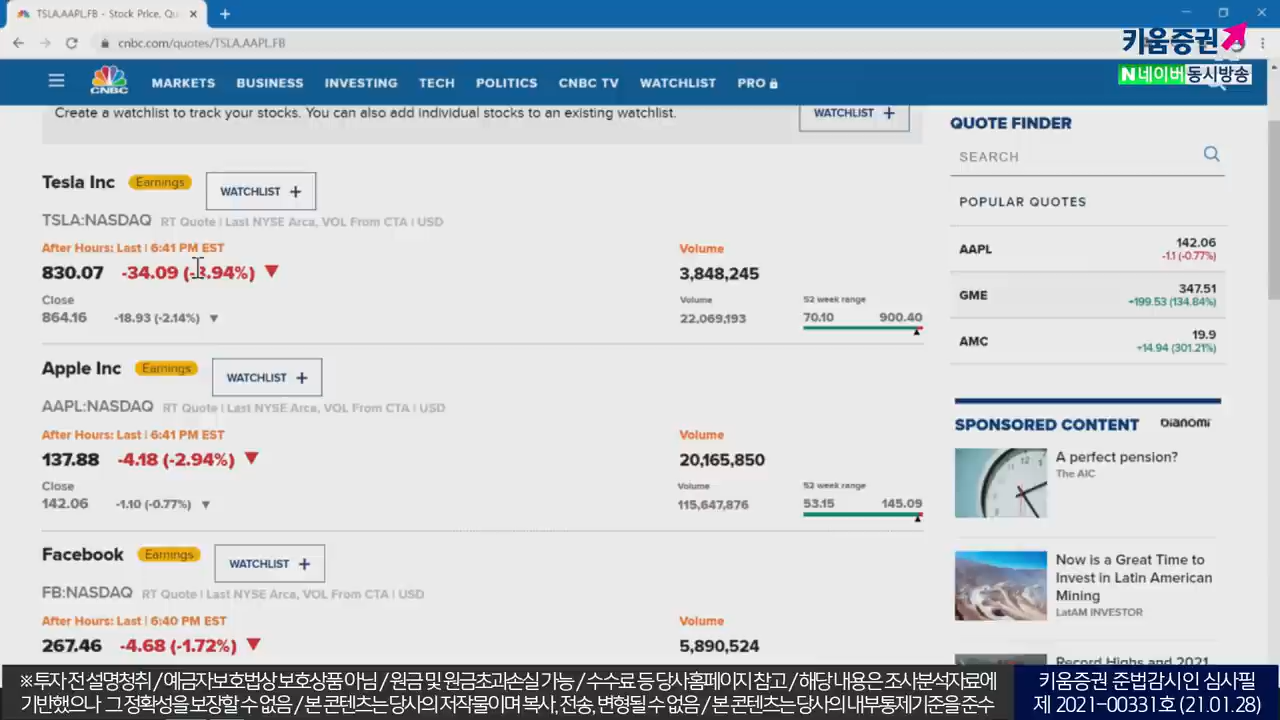 TSLA,AAPL,FB - Stock Price, Qu
cnbc.com/quotes/TSLA,AAPL,FB
키움증권
N네이버 동시방송
CNBC
MARKETS BUSINESS INVESTING TECH POLITICS CNBC TV WATCHLIST PRO
Create a watchlist to track your stocks. You can also add individual stocks to an existing watchlist.
WATCHLIST +
Tesla Inc Earnings WATCHLIST +
TSLA:NASDAQ RT Quote | Last NYSE Arca, VOL From CTA | USD
After Hours: Last | 6:41 PM EST Volume
830.07 -34.09 (-3.94%) ▼ 3,848,245
Close Volume 52 week range
864.16 -18.93 (-2.14%) ▼ 22,069,193 70.10 900.40
Apple Inc Earnings WATCHLIST +
AAPL:NASDAQ RT Quote | Last NYSE Arca, VOL From CTA | USD
After Hours: Last | 6:41 PM EST Volume
137.88 -4.18 (-2.94%) ▼ 20,165,850
Close Volume 52 week range
142.06 -1.10 (-0.77%) ▼ 115,647,876 53.15 145.09
Facebook Earnings WATCHLIST +
FB:NASDAQ RT Quote | Last NYSE Arca, VOL From CTA | USD
After Hours: Last | 6:40 PM EST Volume
267.46 -4.68 (-1.72%) ▼ 5,890,524
QUOTE FINDER
SEARCH
POPULAR QUOTES
AAPL 142.06
-1.1 (-0.77%)
GME 347.51
+199.53 (134.84%)
AMC 19.9
+14.94 (301.21%)
SPONSORED CONTENT bianomi
A perfect pension?
The AIC
Now is a Great Time to
Invest in Latin American
Mining
LatAM INVESTOR
Record Highs and 2021
※투자 전 설명청취 / 예금자보호법상 보호상품 아님 / 원금 및 원금초과손실 가능 / 수수료 등 당사홈페이지 참고 / 해당 내용은 조사분석자료에
기반했으나 그 정확성을 보장할 수 없음 / 본 콘텐츠는 당사의 저작물이며 복사, 전송, 변형될 수 없음 / 본 콘텐츠는 당사의 내부통제기준을 준수
키움증권 준법감시인 심사필
제 2021-00331호 (21.01.28)